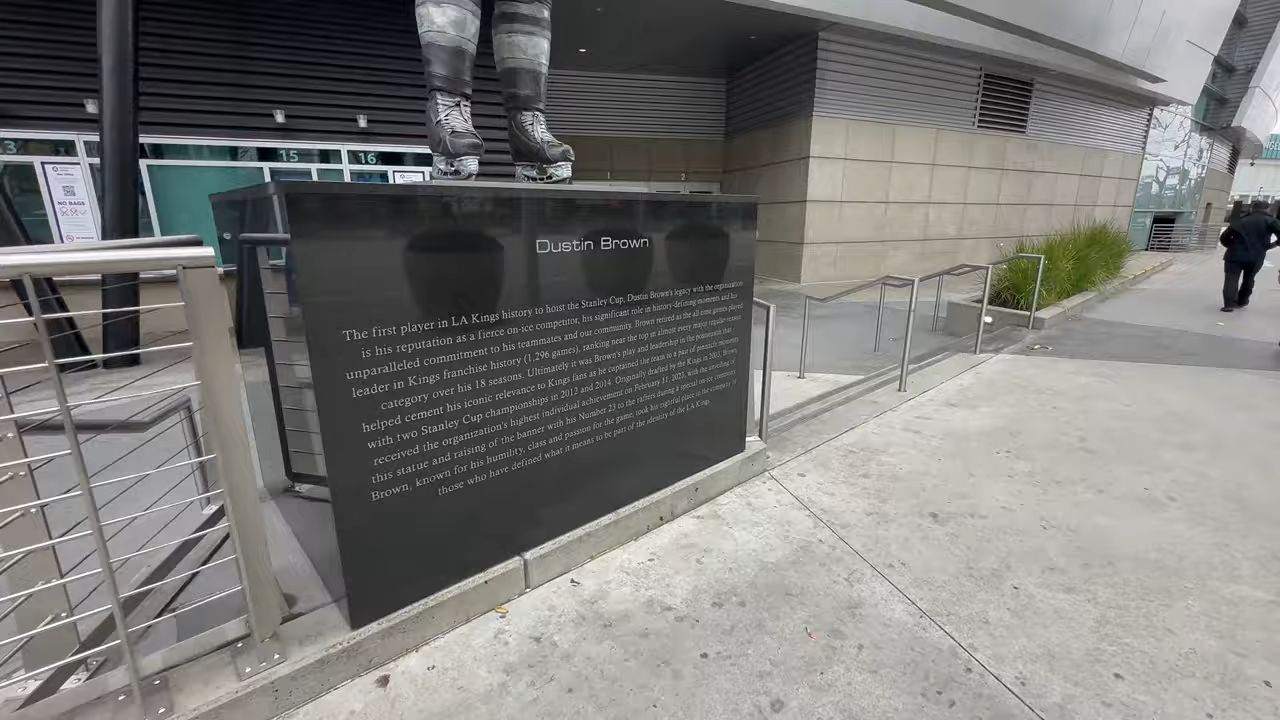 3
15
16
NO BAGS
Dustin Brown
The first player in LA Kings history to hoist the Stanley Cup, Dustin Brown's legacy with the organization
is his reputation as a fierce on-ice competitor, his significant role in history-defining moments and his
unparalleled commitment to his teammates and our community. Brown retired as the all-time games played
leader in Kings franchise history (1,296 games), ranking near the top in almost every major regular season
category over his 18 seasons. Ultimately it was Brown's play and leadership in the postseason that
helped cement his iconic relevance to Kings fans as he captained the team to a pair of fantastic moments
with two Stanley Cup championships in 2012 and 2014. Originally drafted by the Kings in 2003, Brown
received the organization's highest individual achievement on February 11, 2023, with the unveiling of
this statue and raising of the banner with his Number 23 to the rafters during a special on-ice ceremony.
Brown, known for his humility, class and passion for the game, took his rightful place in the company of
those who have defined what it means to be part of the identity of the LA Kings.